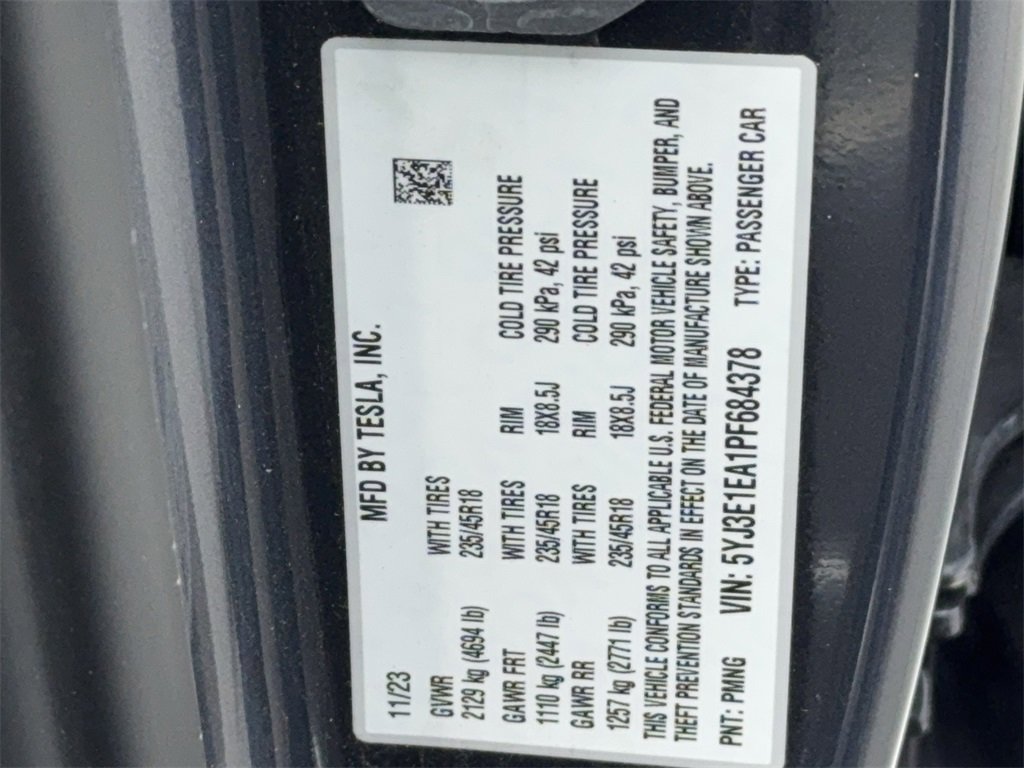 MFD BY TESLA, INC.
11/23
GVWR WITH TIRES
2129 kg (4694 lb) 235/45R18
GAWR FRT WITH TIRES RIM COLD TIRE PRESSURE
1110 kg (2447 lb) 235/45R18 18X8.5J 290 kPa, 42 psi
GAWR RR WITH TIRES RIM COLD TIRE PRESSURE
1257 kg (2771 lb) 235/45R18 18X8.5J 290 kPa, 42 psi
THIS VEHICLE CONFORMS TO ALL APPLICABLE U.S. FEDERAL MOTOR VEHICLE SAFETY, BUMPER, AND
THEFT PREVENTION STANDARDS IN EFFECT ON THE DATE OF MANUFACTURE SHOWN ABOVE.
PNT: PMNG VIN: 5YJ3E1EA1PF684378 TYPE: PASSENGER CAR